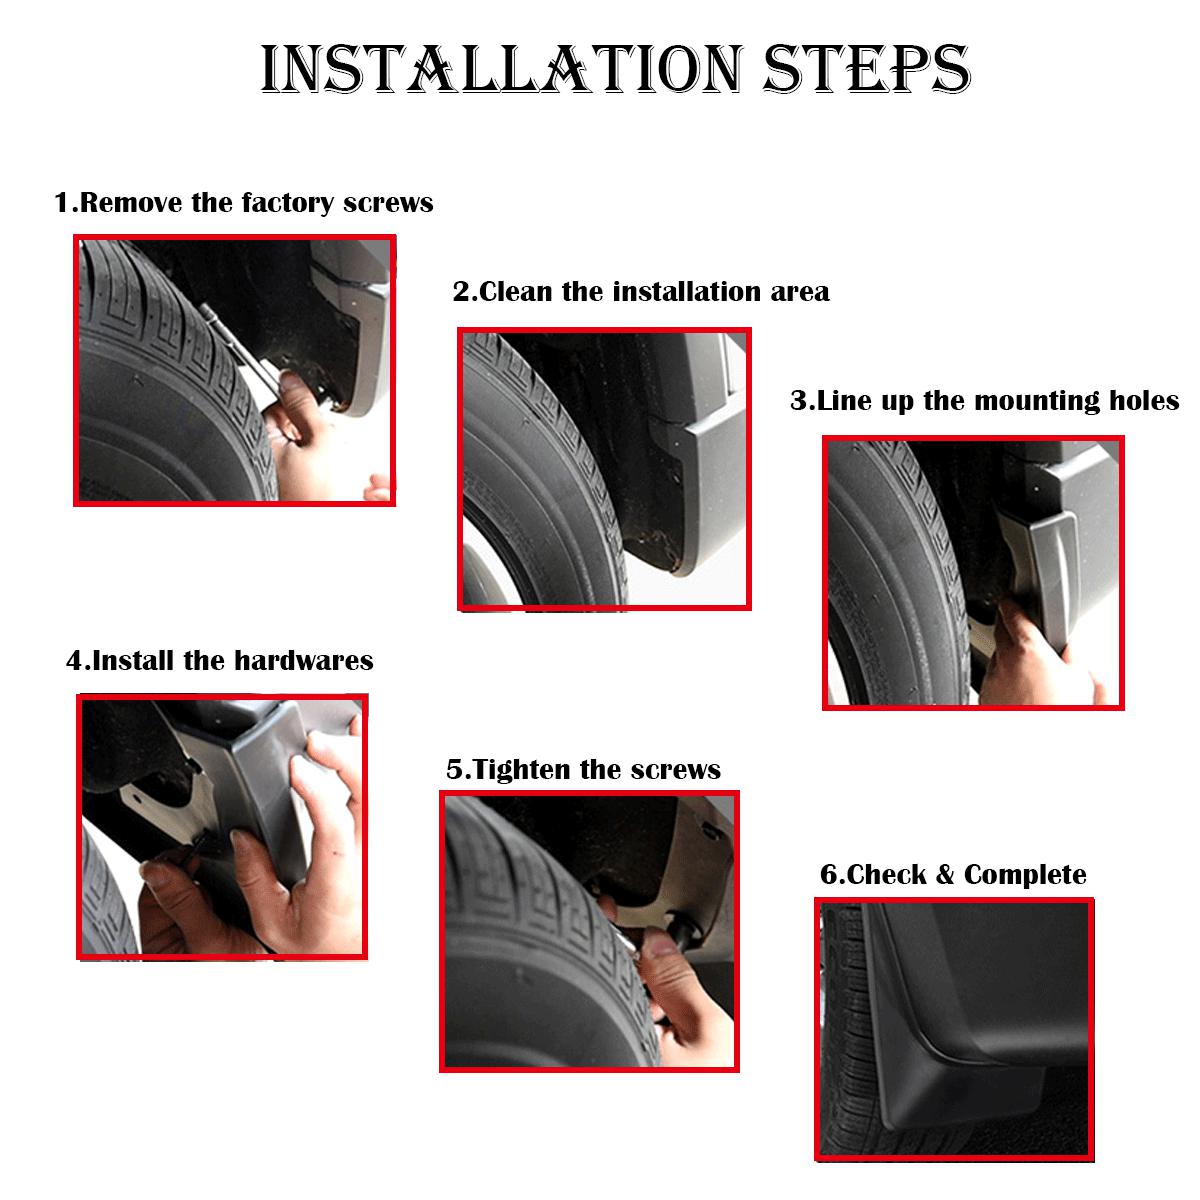 INSTALLATION STEPS
1.Remove the factory screws
2.Clean the installation area
3.Line up the mounting holes
4.Install the hardwares
5.Tighten the screws
6.Check & Complete